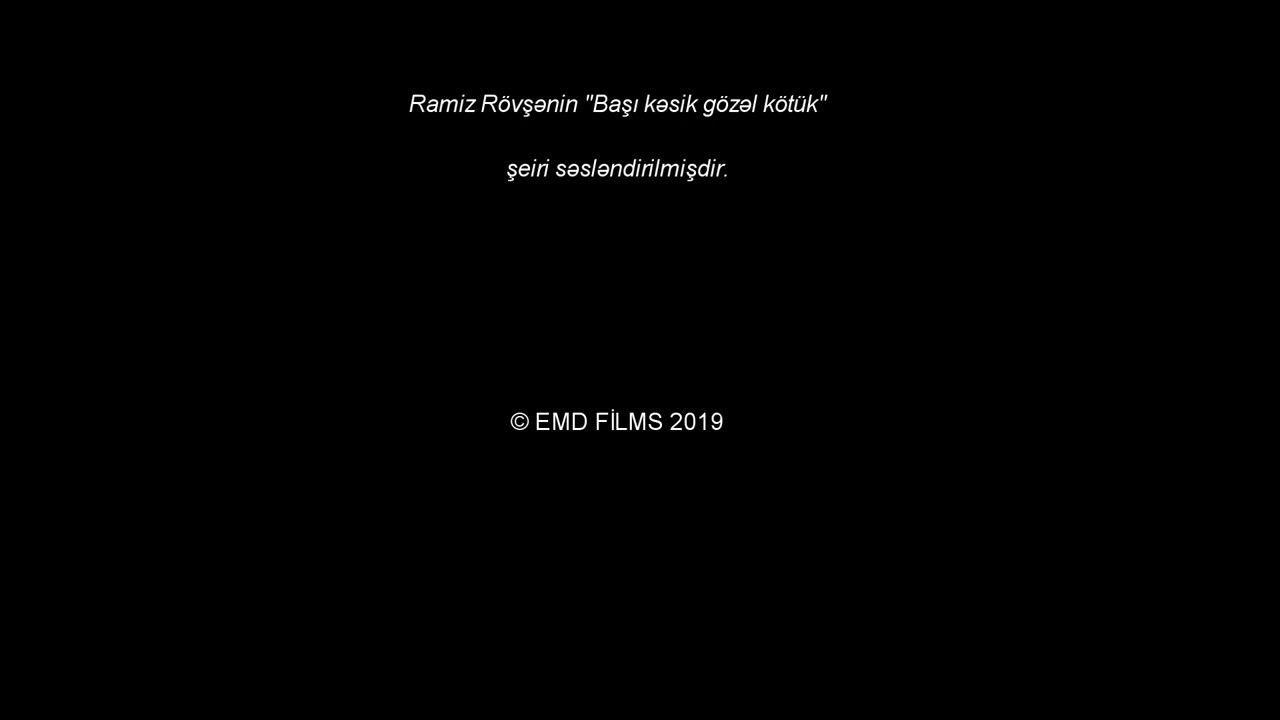 Ramiz Rövşənin "Başı kəsik gözəl kötük"
şeiri səsləndirilmişdir.
© EMD FİLMS 2019